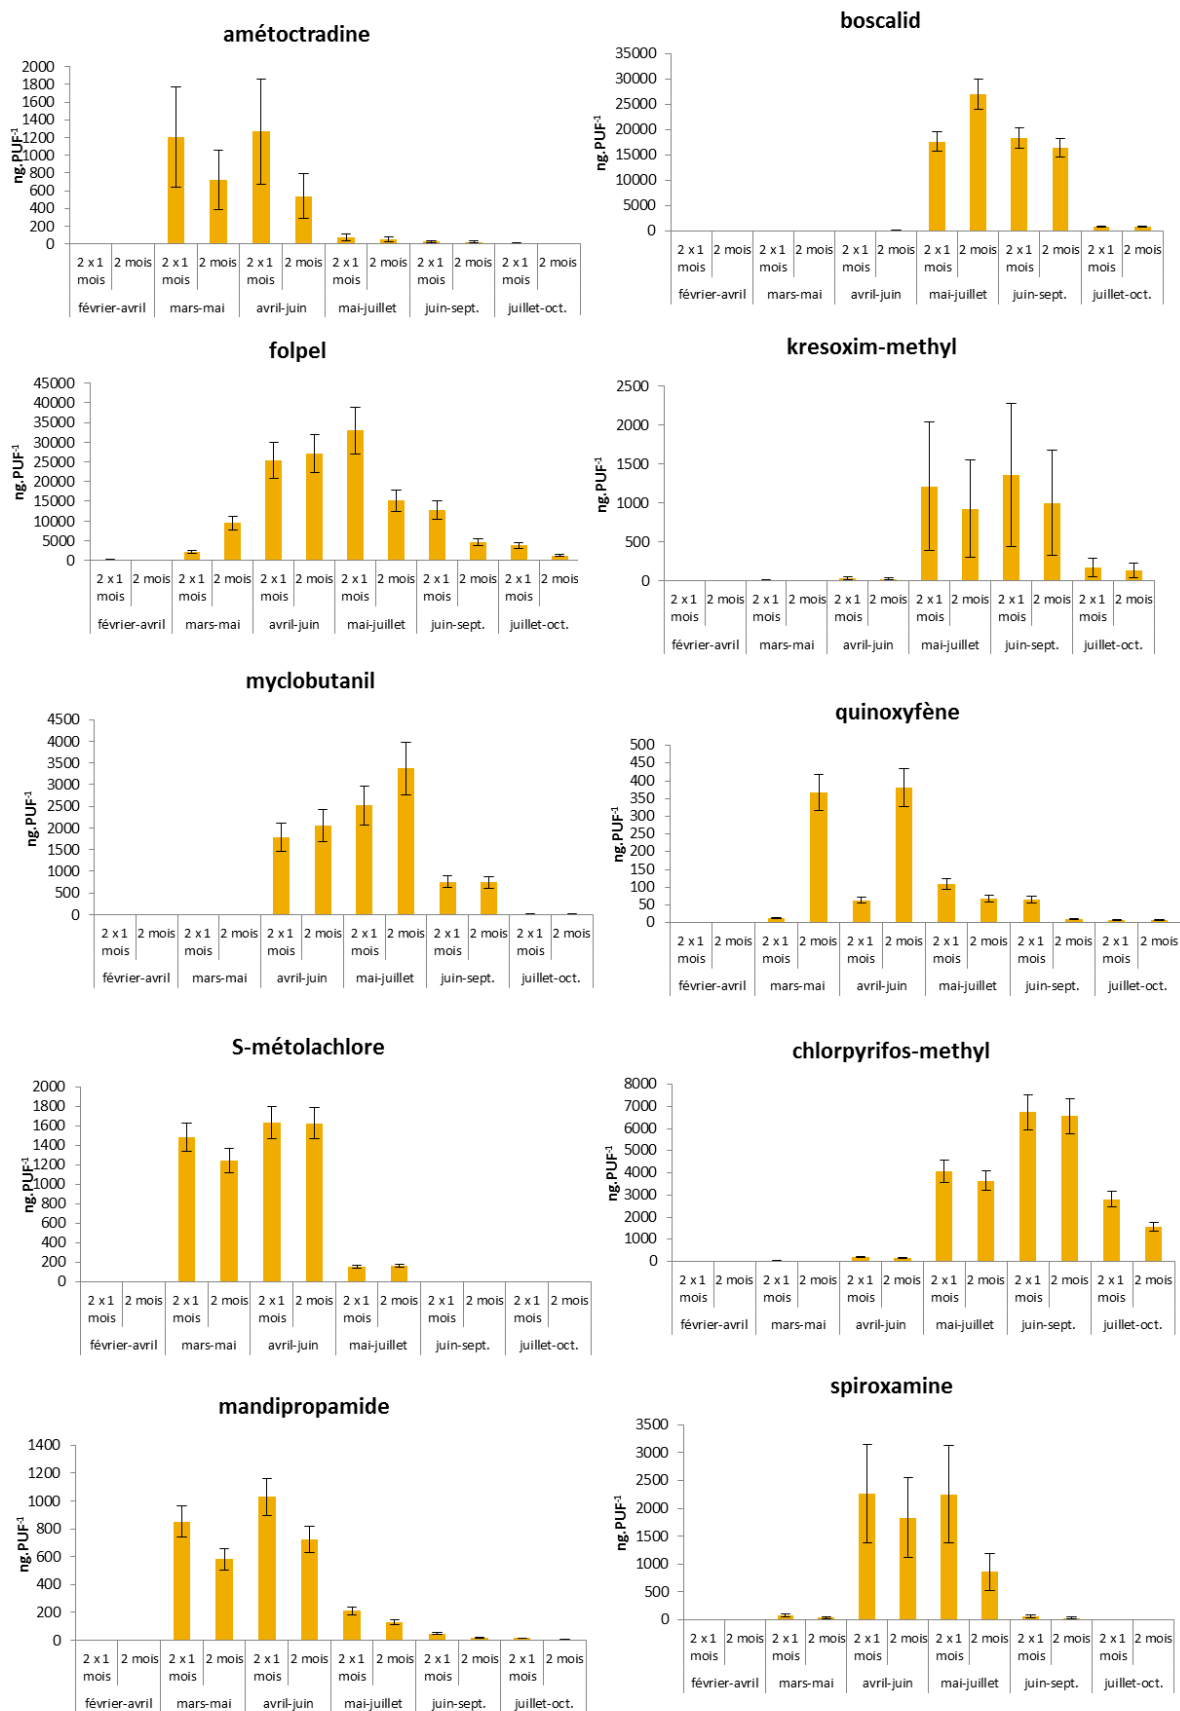 amétoctradine
ng.PUF-1
2000
1800
1600
1400
1200
1000
800
600
400
200
0
2 x 1 mois 2 mois 2 x 1 mois 2 mois 2 x 1 mois 2 mois 2 x 1 mois 2 mois 2 x 1 mois 2 mois 2 x 1 mois 2 mois
février-avril mars-mai avril-juin mai-juillet juin-sept. juillet-oct.
boscalid
ng.PUF-1
35000
30000
25000
20000
15000
10000
5000
0
2 x 1 mois 2 mois 2 x 1 mois 2 mois 2 x 1 mois 2 mois 2 x 1 mois 2 mois 2 x 1 mois 2 mois 2 x 1 mois 2 mois
février-avril mars-mai avril-juin mai-juillet juin-sept. juillet-oct.
folpel
ng.PUF-1
45000
40000
35000
30000
25000
20000
15000
10000
5000
0
2 x 1 mois 2 mois 2 x 1 mois 2 mois 2 x 1 mois 2 mois 2 x 1 mois 2 mois 2 x 1 mois 2 mois 2 x 1 mois 2 mois
février-avril mars-mai avril-juin mai-juillet juin-sept. juillet-oct.
kresoxim-methyl
ng.PUF-1
2500
2000
1500
1000
500
0
2 x 1 mois 2 mois 2 x 1 mois 2 mois 2 x 1 mois 2 mois 2 x 1 mois 2 mois 2 x 1 mois 2 mois 2 x 1 mois 2 mois
février-avril mars-mai avril-juin mai-juillet juin-sept. juillet-oct.
myclobutanil
ng.PUF-1
4500
4000
3500
3000
2500
2000
1500
1000
500
0
2 x 1 mois 2 mois 2 x 1 mois 2 mois 2 x 1 mois 2 mois 2 x 1 mois 2 mois 2 x 1 mois 2 mois 2 x 1 mois 2 mois
février-avril mars-mai avril-juin mai-juillet juin-sept. juillet-oct.
quinoxyfène
ng.PUF-1
500
450
400
350
300
250
200
150
100
50
0
2 x 1 mois 2 mois 2 x 1 mois 2 mois 2 x 1 mois 2 mois 2 x 1 mois 2 mois 2 x 1 mois 2 mois 2 x 1 mois 2 mois
février-avril mars-mai avril-juin mai-juillet juin-sept. juillet-oct.
S-métolachlore
ng.PUF-1
2000
1800
1600
1400
1200
1000
800
600
400
200
0
2 x 1 mois 2 mois 2 x 1 mois 2 mois 2 x 1 mois 2 mois 2 x 1 mois 2 mois 2 x 1 mois 2 mois 2 x 1 mois 2 mois
février-avril mars-mai avril-juin mai-juillet juin-sept. juillet-oct.
chlorpyrifos-methyl
ng.PUF-1
8000
7000
6000
5000
4000
3000
2000
1000
0
2 x 1 mois 2 mois 2 x 1 mois 2 mois 2 x 1 mois 2 mois 2 x 1 mois 2 mois 2 x 1 mois 2 mois 2 x 1 mois 2 mois
février-avril mars-mai avril-juin mai-juillet juin-sept. juillet-oct.
mandipropamide
ng.PUF-1
1400
1200
1000
800
600
400
200
0
2 x 1 mois 2 mois 2 x 1 mois 2 mois 2 x 1 mois 2 mois 2 x 1 mois 2 mois 2 x 1 mois 2 mois 2 x 1 mois 2 mois
février-avril mars-mai avril-juin mai-juillet juin-sept. juillet-oct.
spiroxamine
ng.PUF-1
3500
3000
2500
2000
1500
1000
500
0
2 x 1 mois 2 mois 2 x 1 mois 2 mois 2 x 1 mois 2 mois 2 x 1 mois 2 mois 2 x 1 mois 2 mois 2 x 1 mois 2 mois
février-avril mars-mai avril-juin mai-juillet juin-sept. juillet-oct.